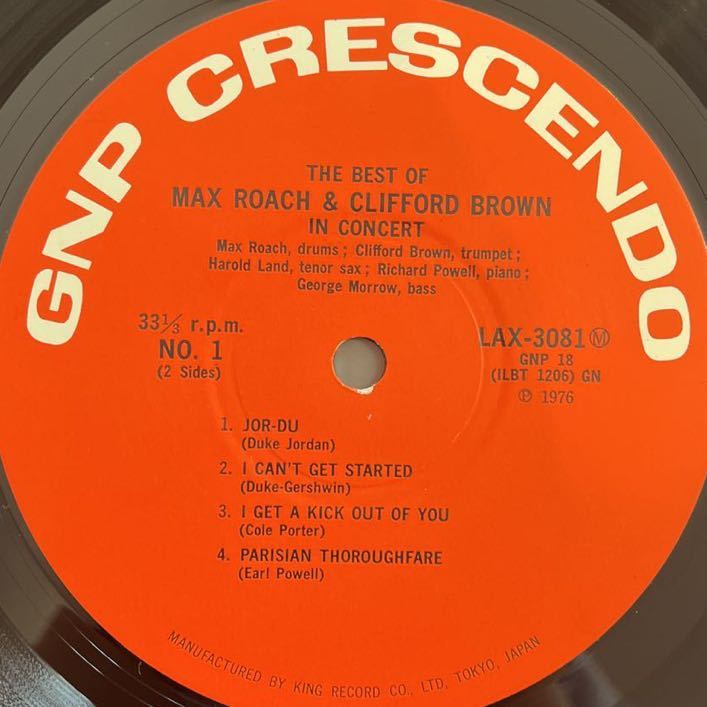 GNP CRESCENDO
THE BEST OF
MAX ROACH & CLIFFORD BROWN
IN CONCERT
Max Roach, drums; Clifford Brown, trumpet;
Harold Land, tenor sax; Richard Powell, piano;
George Morrow, bass
33⅓ r.p.m.
NO. 1
(2 Sides)
LAX-3081 Ⓜ
GNP 18
(ILBT 1206) GN
Ⓟ 1976
1. JOR-DU
(Duke Jordan)
2. I CAN'T GET STARTED
(Duke-Gershwin)
3. I GET A KICK OUT OF YOU
(Cole Porter)
4. PARISIAN THOROUGHFARE
(Earl Powell)
MANUFACTURED BY KING RECORD CO., LTD, TOKYO, JAPAN